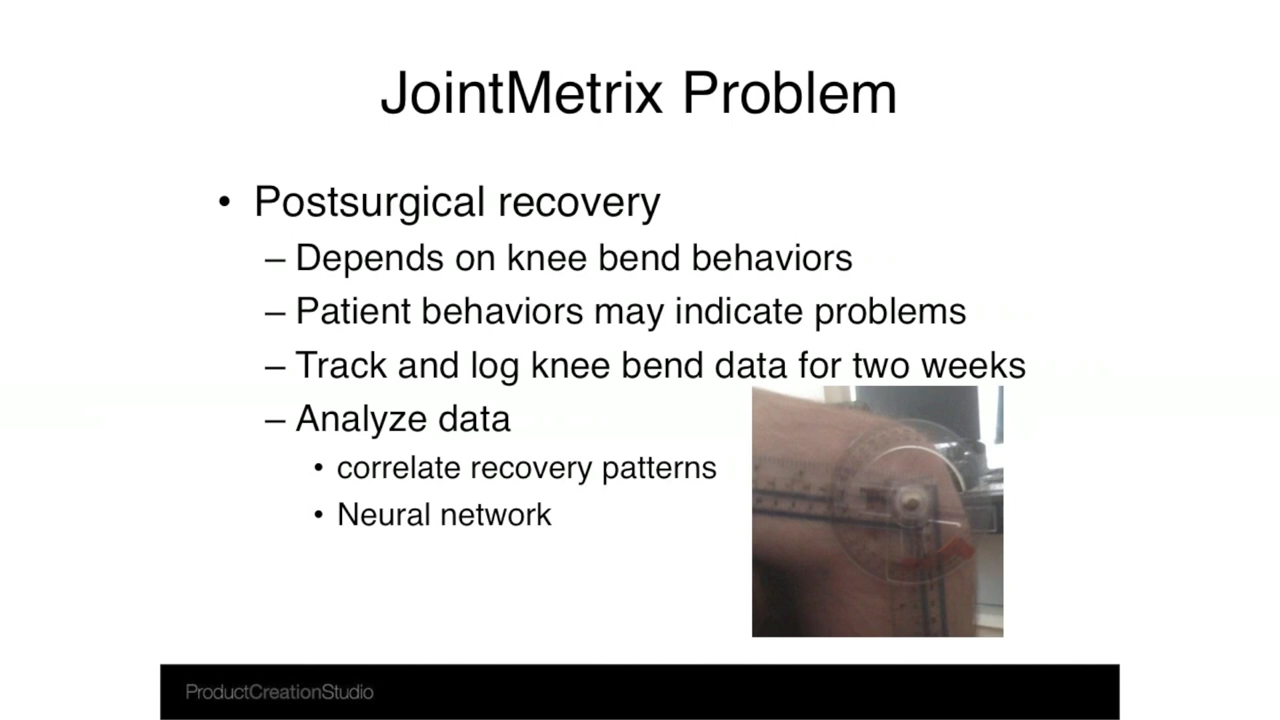 JointMetrix Problem
• Postsurgical recovery
– Depends on knee bend behaviors
– Patient behaviors may indicate problems
– Track and log knee bend data for two weeks
– Analyze data
• correlate recovery patterns
• Neural network
ProductCreationStudio